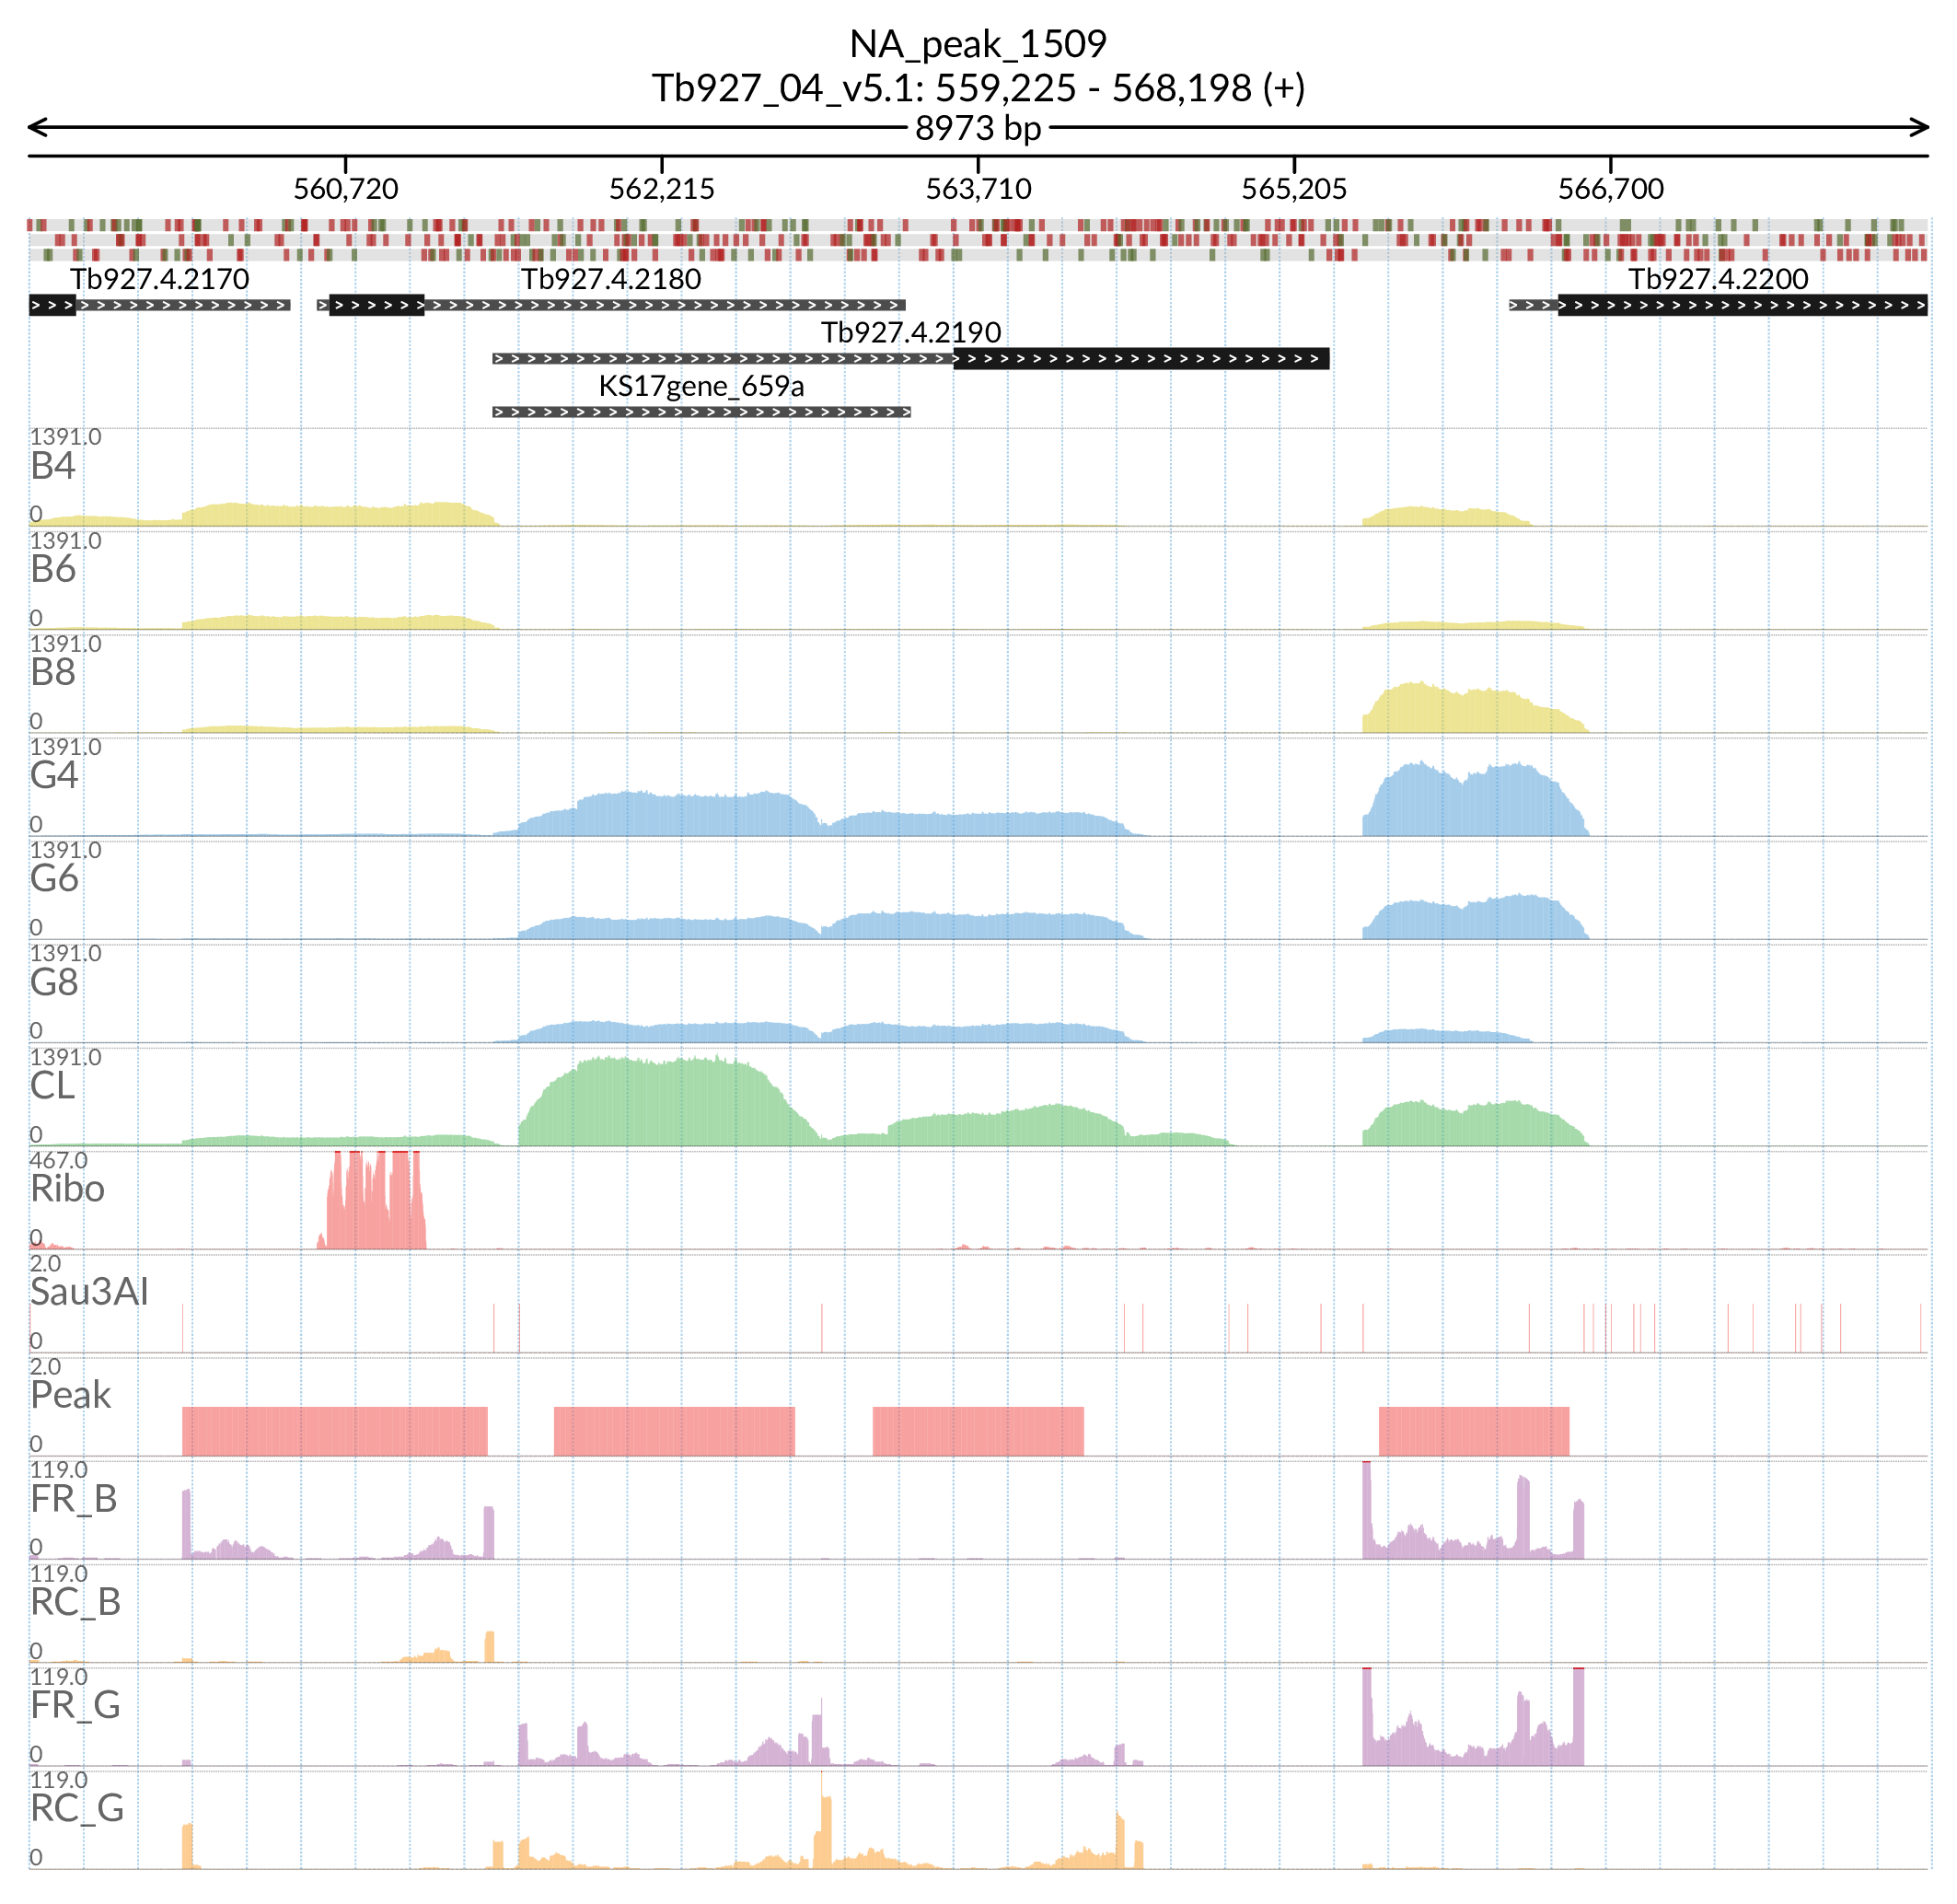 NA_peak_1509
Tb927_04_v5.1: 559,225 - 568,198 (+)
8973 bp
560,720 562,215 563,710 565,205 566,700
Tb927.4.2170 Tb927.4.2180 Tb927.4.2200
Tb927.4.2190
KS17gene_659a
1391.0
B4
0
1391.0
B6
0
1391.0
B8
0
1391.0
G4
0
1391.0
G6
0
1391.0
G8
0
1391.0
CL
0
467.0
Ribo
0
2.0
Sau3AI
0
2.0
Peak
0
119.0
FR_B
0
119.0
RC_B
0
119.0
FR_G
0
119.0
RC_G
0